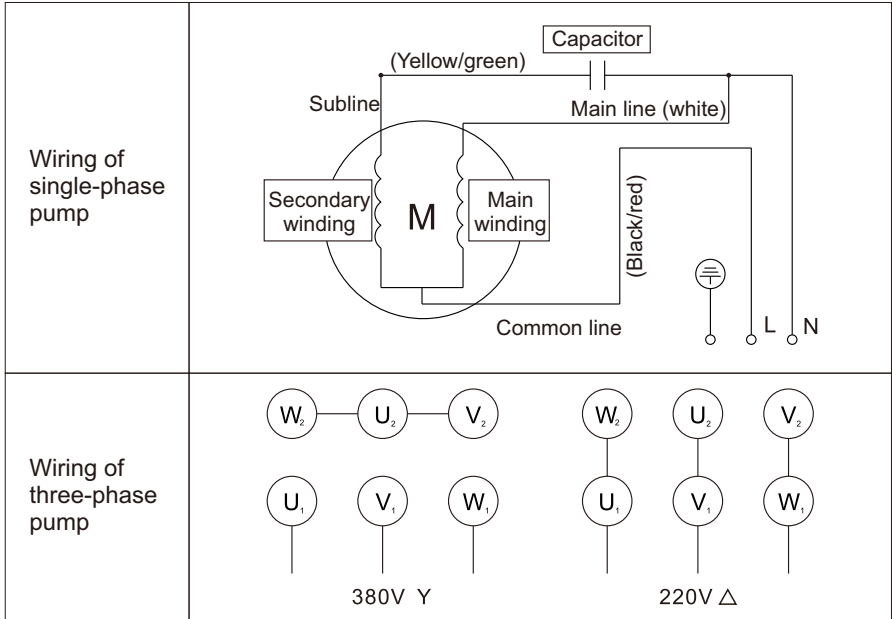 Wiring of
single-phase
pump
Capacitor
(Yellow/green)
Subline
Main line (white)
Secondary
winding
M
Main
winding
(Black/red)
Common line
L
N
Wiring of
three-phase
pump
W₂ U₂ V₂
U₁ V₁ W₁
380V Y
W₂ U₂ V₂
U₁ V₁ W₁
220V △